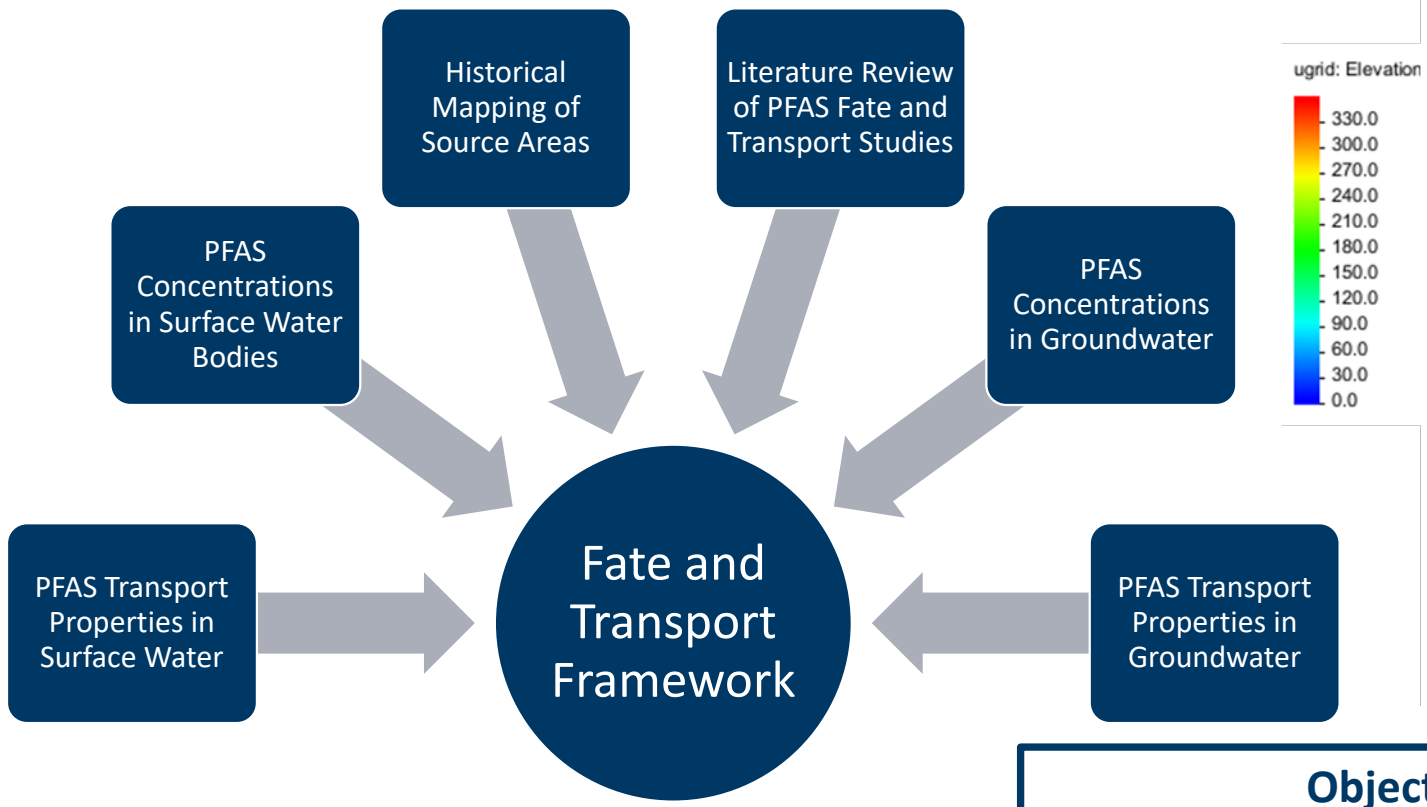 Historical
Mapping of
Source Areas
Literature Review
of PFAS Fate and
Transport Studies
ugrid: Elevation
330.0
300.0
270.0
240.0
210.0
180.0
150.0
120.0
90.0
60.0
30.0
0.0
PFAS
Concentrations
in Surface Water
Bodies
PFAS
Concentrations
in Groundwater
PFAS Transport
Properties in
Surface Water
Fate and
Transport
Framework
PFAS Transport
Properties in
Groundwater
Object